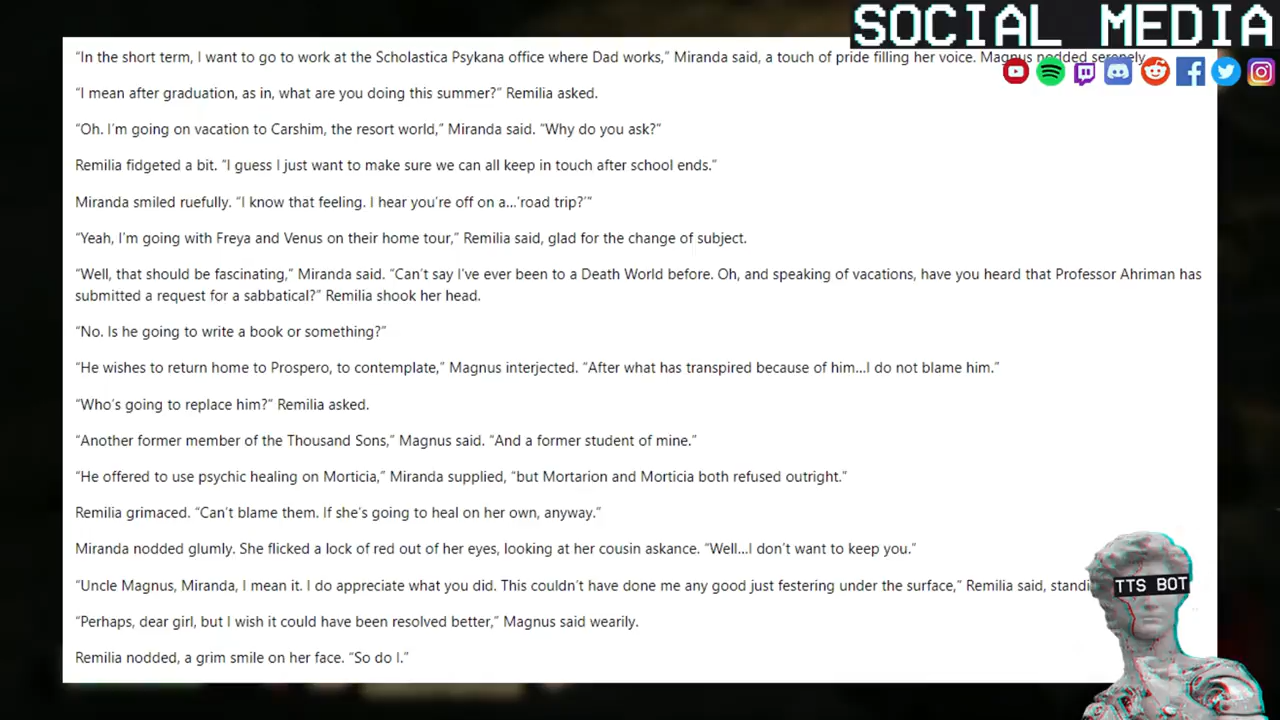 SOCIAL MEDIA
“In the short term, I want to go to work at the Scholastica Psykana office where Dad works,” Miranda said, a touch of pride filling her voice. Magnus nodded serenely.
“I mean after graduation, as in, what are you doing this summer?” Remilia asked.
“Oh. I’m going on vacation to Carshim, the resort world,” Miranda said. “Why do you ask?”
Remilia fidgeted a bit. “I guess I just want to make sure we can all keep in touch after school ends.”
Miranda smiled ruefully. “I know that feeling. I hear you’re off on a…’road trip?’“
“Yeah, I’m going with Freya and Venus on their home tour,” Remilia said, glad for the change of subject.
“Well, that should be fascinating,” Miranda said. “Can’t say I’ve ever been to a Death World before. Oh, and speaking of vacations, have you heard that Professor Ahriman has
submitted a request for a sabbatical?” Remilia shook her head.
“No. Is he going to write a book or something?”
“He wishes to return home to Prospero, to contemplate,” Magnus interjected. “After what has transpired because of him…I do not blame him.”
“Who’s going to replace him?” Remilia asked.
“Another former member of the Thousand Sons,” Magnus said. “And a former student of mine.”
“He offered to use psychic healing on Morticia,” Miranda supplied, “but Mortarion and Morticia both refused outright.”
Remilia grimaced. “Can’t blame them. If she’s going to heal on her own, anyway.”
Miranda nodded glumly. She flicked a lock of red out of her eyes, looking at her cousin askance. “Well…I don’t want to keep you.”
“Uncle Magnus, Miranda, I mean it. I do appreciate what you did. This couldn’t have done me any good just festering under the surface,” Remilia said, standi
TTS BOT
“Perhaps, dear girl, but I wish it could have been resolved better,” Magnus said wearily.
Remilia nodded, a grim smile on her face. “So do I.”